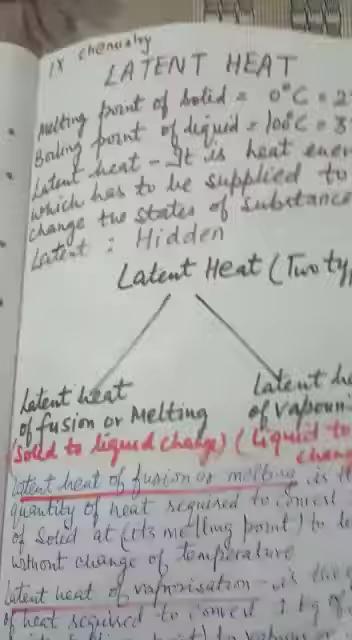 IX chemistry
LATENT HEAT
Melting point of solid = 0°C = 2
Boiling point of liquid = 100°C = 3
Latent heat - It is heat ener
which has to be supplied to
change the states of substance
Latent : Hidden
Latent Heat (Two ty
Latent heat
of fusion or Melting
(Solid to liquid change)
Latent he
of vapouri
(Liquid to
chang
Latent heat of fusion or melting is t
quantity of heat required to convert
of solid at (its melting point) to
without change of temperature
Latent heat of vaporisation - is the
of heat required to convert 1 kg of